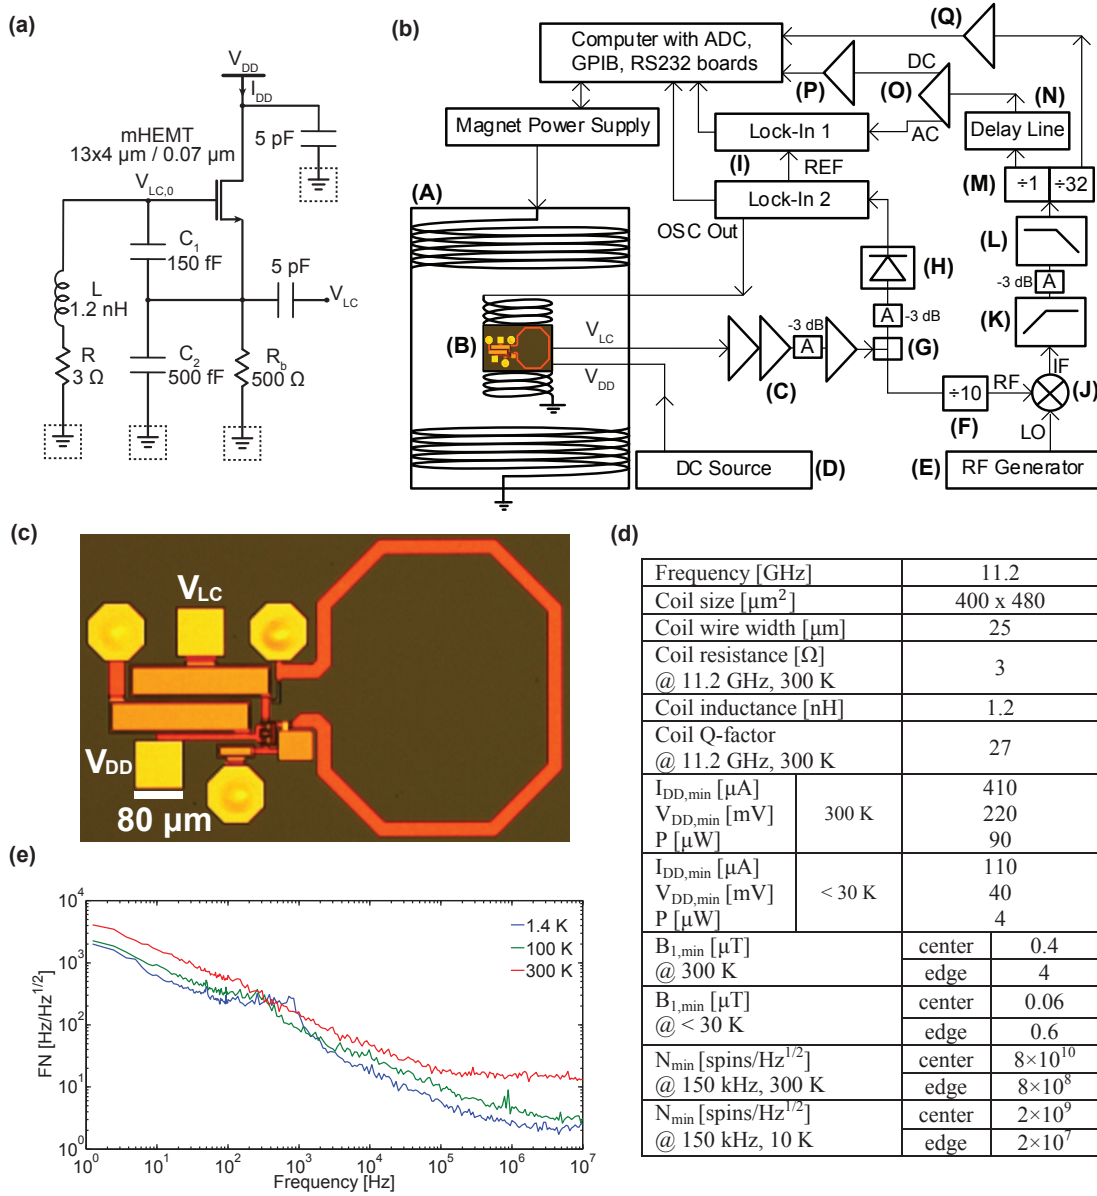 (a)
V_DD
I_DD
mHEMT
13x4 μm / 0.07 μm
5 pF
V_LC,0
C_1
150 fF
5 pF
V_LC
L
1.2 nH
R
3 Ω
C_2
500 fF
R_b
500 Ω
(b)
Computer with ADC,
GPIB, RS232 boards
(Q)
DC
(P)
(O)
(N)
Magnet Power Supply
Lock-In 1
AC
Delay Line
(I)
REF
(M)
÷1
÷32
(A)
Lock-In 2
OSC Out
(L)
(H)
-3 dB
A
(K)
A
-3 dB
-3 dB
A
V_LC
(B)
(G)
(C)
V_DD
IF
÷10
RF
(J)
(F)
LO
DC Source
(D)
(E)
RF Generator
(c)
V_LC
V_DD
80 μm
(d)
Frequency [GHz] 11.2
Coil size [μm²] 400 x 480
Coil wire width [μm] 25
Coil resistance [Ω]
@ 11.2 GHz, 300 K 3
Coil inductance [nH] 1.2
Coil Q-factor
@ 11.2 GHz, 300 K 27
I_DD,min [μA] 410
V_DD,min [mV] 300 K 220
P [μW] 90
I_DD,min [μA] 110
V_DD,min [mV] < 30 K 40
P [μW] 4
B_1,min [μT] center 0.4
@ 300 K edge 4
B_1,min [μT] center 0.06
@ < 30 K edge 0.6
N_min [spins/Hz^1/2] center 8×10^10
@ 150 kHz, 300 K edge 8×10^8
N_min [spins/Hz^1/2] center 2×10^9
@ 150 kHz, 10 K edge 2×10^7
(e)
FN [Hz/Hz^1/2]
10^4
10^3
10^2
10^1
10^0
1.4 K
100 K
300 K
10^0 10^1 10^2 10^3 10^4 10^5 10^6 10^7
Frequency [Hz]